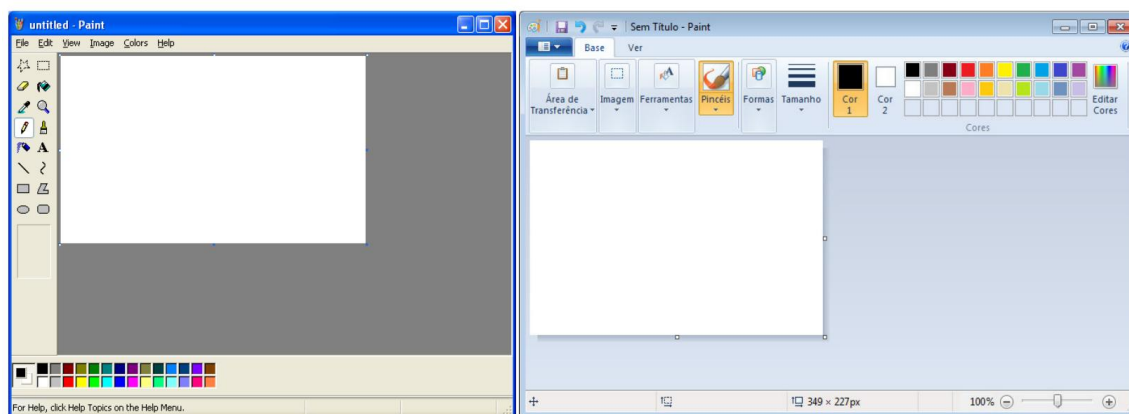 untitled - Paint
File Edit View Image Colors Help
A
For Help, click Help Topics on the Help Menu.
Sem Título - Paint
Base Ver
Área de Transferência
Imagem
Ferramentas
Pincéis
Formas
Tamanho
Cor 1
Cor 2
Editar Cores
Cores
349 × 227px
100%